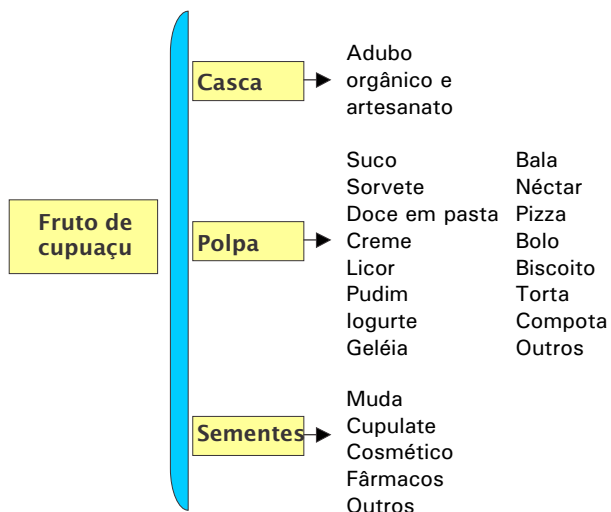 Fruto de
cupuaçu
Casca
Adubo
orgânico e
artesanato
Polpa
Suco
Sorvete
Doce em pasta
Creme
Licor
Pudim
Iogurte
Geléia
Bala
Néctar
Pizza
Bolo
Biscoito
Torta
Compota
Outros
Sementes
Muda
Cupulate
Cosmético
Fârmacos
Outros